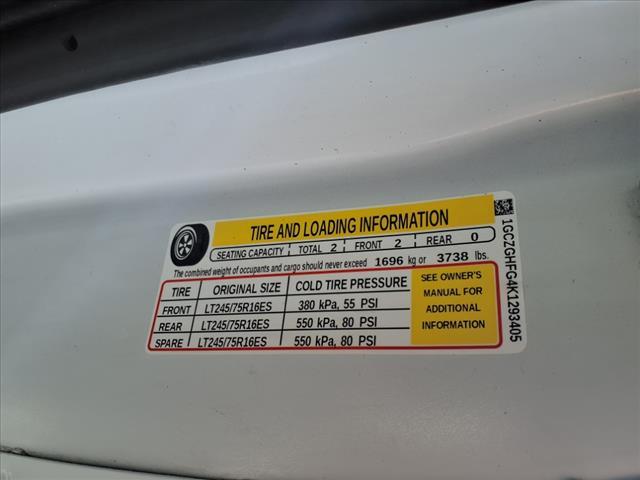 TIRE AND LOADING INFORMATION
SEATING CAPACITY TOTAL 2 FRONT 2 REAR 0
The combined weight of occupants and cargo should never exceed 1696 kg or 3738 lbs.
TIRE ORIGINAL SIZE COLD TIRE PRESSURE
FRONT LT245/75R16ES 380 kPa, 55 PSI
REAR LT245/75R16ES 550 kPa, 80 PSI
SPARE LT245/75R16ES 550 kPa, 80 PSI
SEE OWNER'S
MANUAL FOR
ADDITIONAL
INFORMATION
1GCZGHFG4K1293405